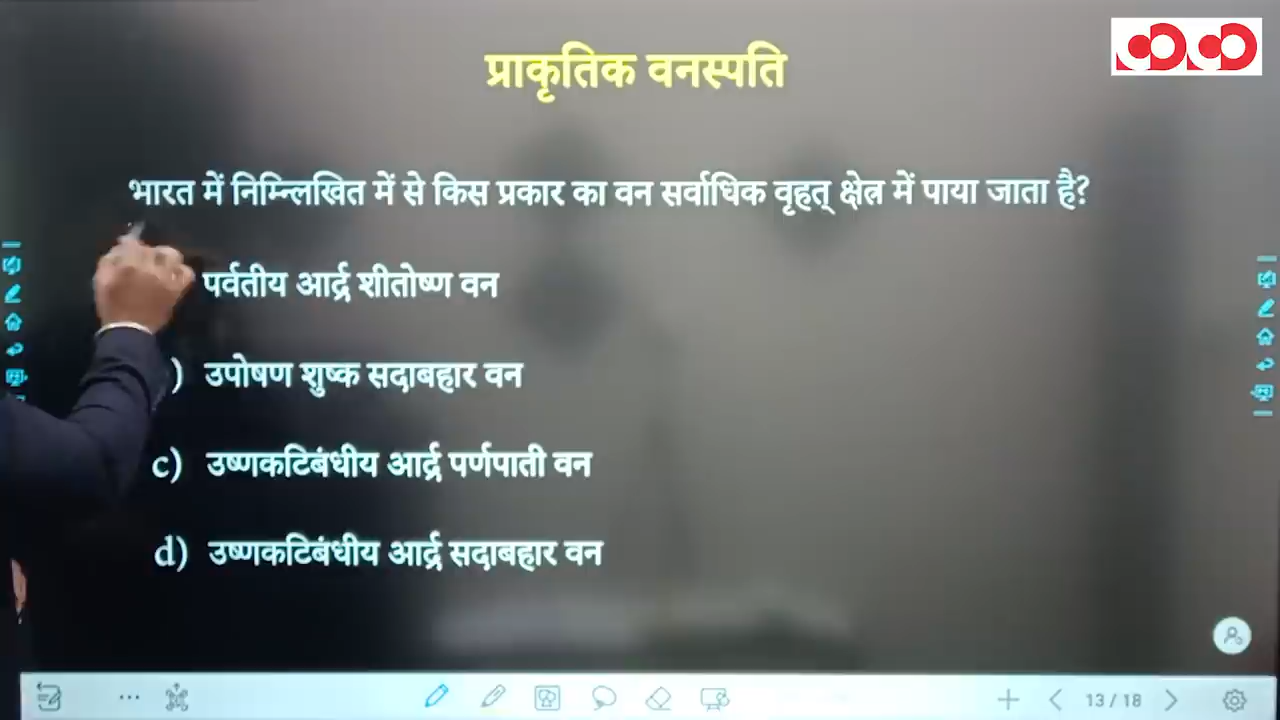 प्राकृतिक वनस्पति
भारत में निम्न्लिखित में से किस प्रकार का वन सर्वाधिक वृहत् क्षेत्र में पाया जाता है?
पर्वतीय आर्द्र शीतोष्ण वन
) उपोषण शुष्क सदाबहार वन
c) उष्णकटिबंधीय आर्द्र पर्णपाती वन
d) उष्णकटिबंधीय आर्द्र सदाबहार वन
13 / 18